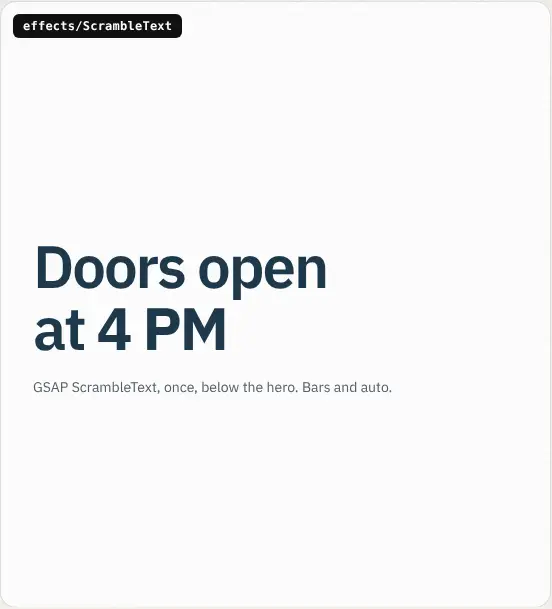 effects/ScrambleText
Doors open
at 4 PM
GSAP ScrambleText, once, below the hero. Bars and auto.